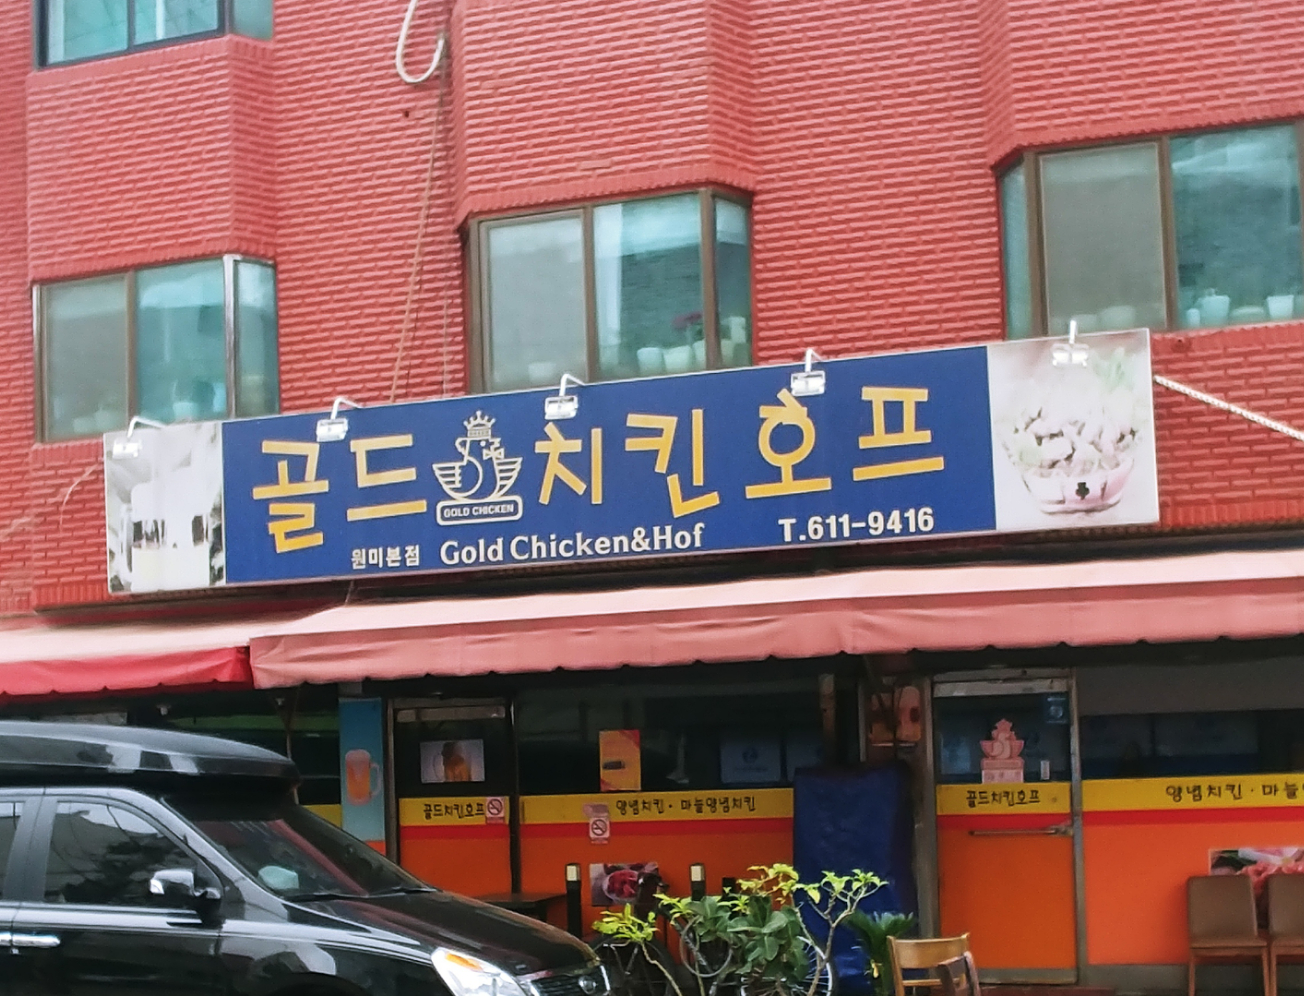 골드 치킨 호프
GOLD CHICKEN
원미본점 Gold Chicken&Hof T.611-9416
골드치킨호프 양념치킨 · 마늘양념치킨 골드치킨호프 양념치킨 · 마늘